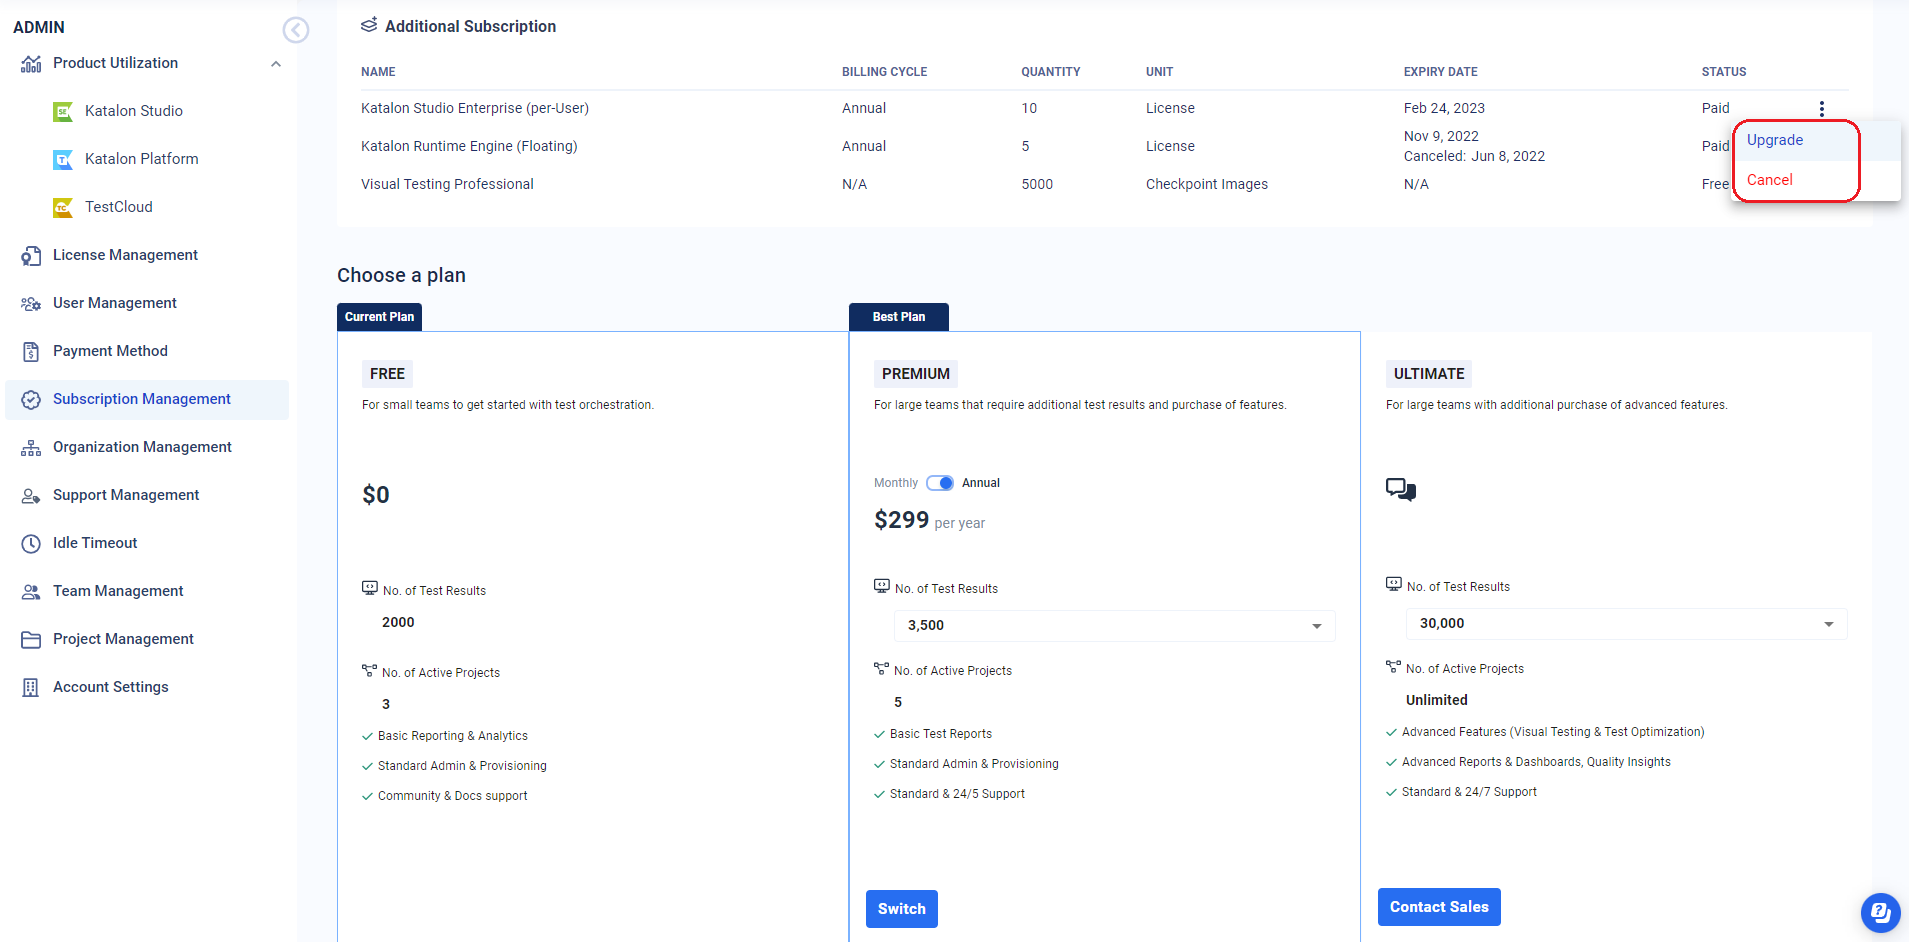 ADMIN
Product Utilization
Katalon Studio
Katalon Platform
TestCloud
License Management
User Management
Payment Method
Subscription Management
Organization Management
Support Management
Idle Timeout
Team Management
Project Management
Account Settings
Additional Subscription
NAME BILLING CYCLE QUANTITY UNIT EXPIRY DATE STATUS
Katalon Studio Enterprise (per-User) Annual 10 License Feb 24, 2023 Paid
Katalon Runtime Engine (Floating) Annual 5 License Nov 9, 2022 Paid
Canceled: Jun 8, 2022
Visual Testing Professional N/A 5000 Checkpoint Images N/A Free
Upgrade
Cancel
Choose a plan
Current Plan
FREE
For small teams to get started with test orchestration.
$0
No. of Test Results
2000
No. of Active Projects
3
Basic Reporting & Analytics
Standard Admin & Provisioning
Community & Docs support
Best Plan
PREMIUM
For large teams that require additional test results and purchase of features.
Monthly Annual
$299 per year
No. of Test Results
3,500
No. of Active Projects
5
Basic Test Reports
Standard Admin & Provisioning
Standard & 24/5 Support
Switch
ULTIMATE
For large teams with additional purchase of advanced features.
No. of Test Results
30,000
No. of Active Projects
Unlimited
Advanced Features (Visual Testing & Test Optimization)
Advanced Reports & Dashboards, Quality Insights
Standard & 24/7 Support
Contact Sales